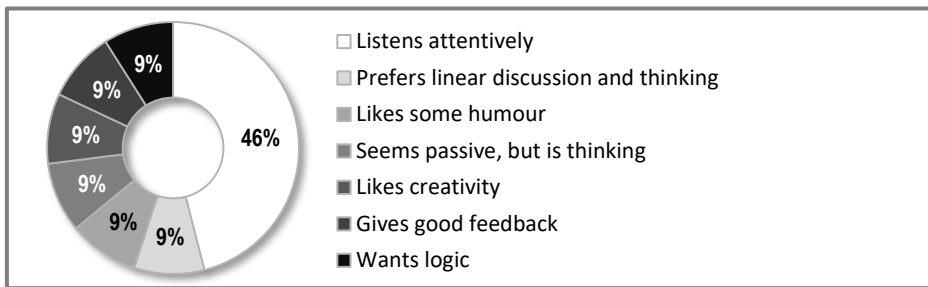 9%
9%
9%
9%
9%
9%
46%
Listens attentively
Prefers linear discussion and thinking
Likes some humour
Seems passive, but is thinking
Likes creativity
Gives good feedback
Wants logic